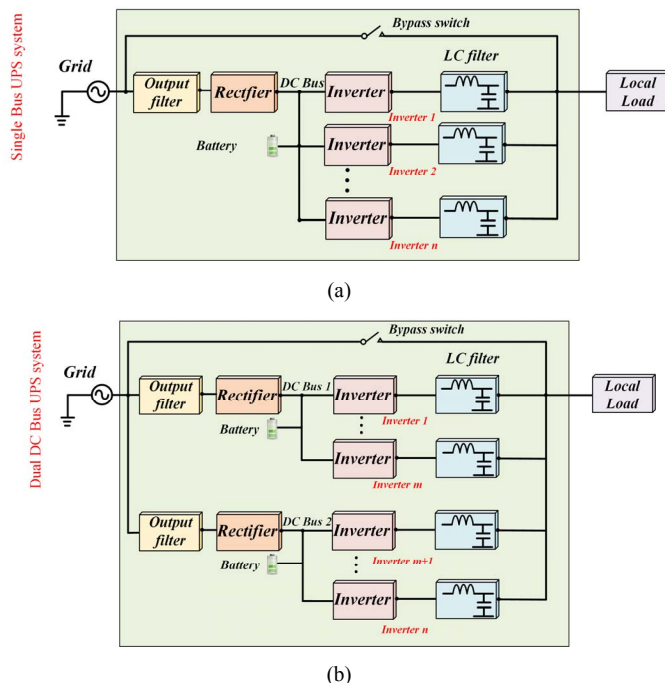 Single Bus UPS system
Bypass switch
Grid
LC filter
Output
filter
Rectfier
DC Bus
Inverter
Inverter 1
Local
Load
Battery
Inverter
Inverter 2
Inverter
Inverter n
(a)
Dual DC Bus UPS system
Bypass switch
Grid
LC filter
Output
filter
Rectifier
DC Bus 1
Inverter
Inverter 1
Local
Load
Battery
Inverter
Inverter m
Output
filter
Rectifier
DC Bus 2
Inverter
Inverter m+1
Battery
Inverter
Inverter n
(b)